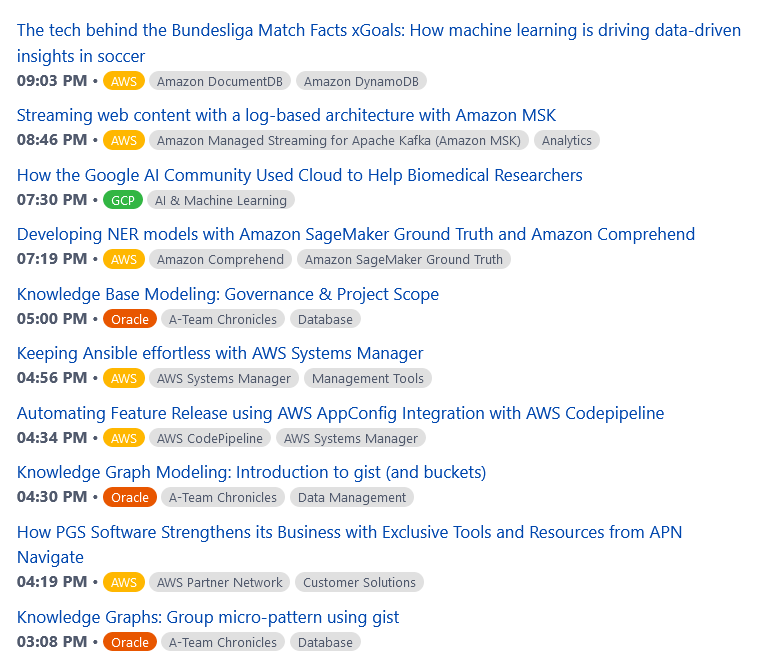 The tech behind the Bundesliga Match Facts xGoals: How machine learning is driving data-driven
insights in soccer
09:03 PM • AWS Amazon DocumentDB Amazon DynamoDB
Streaming web content with a log-based architecture with Amazon MSK
08:46 PM • AWS Amazon Managed Streaming for Apache Kafka (Amazon MSK) Analytics
How the Google AI Community Used Cloud to Help Biomedical Researchers
07:30 PM • GCP AI & Machine Learning
Developing NER models with Amazon SageMaker Ground Truth and Amazon Comprehend
07:19 PM • AWS Amazon Comprehend Amazon SageMaker Ground Truth
Knowledge Base Modeling: Governance & Project Scope
05:00 PM • Oracle A-Team Chronicles Database
Keeping Ansible effortless with AWS Systems Manager
04:56 PM • AWS AWS Systems Manager Management Tools
Automating Feature Release using AWS AppConfig Integration with AWS Codepipeline
04:34 PM • AWS AWS CodePipeline AWS Systems Manager
Knowledge Graph Modeling: Introduction to gist (and buckets)
04:30 PM • Oracle A-Team Chronicles Data Management
How PGS Software Strengthens its Business with Exclusive Tools and Resources from APN
Navigate
04:19 PM • AWS AWS Partner Network Customer Solutions
Knowledge Graphs: Group micro-pattern using gist
03:08 PM • Oracle A-Team Chronicles Database